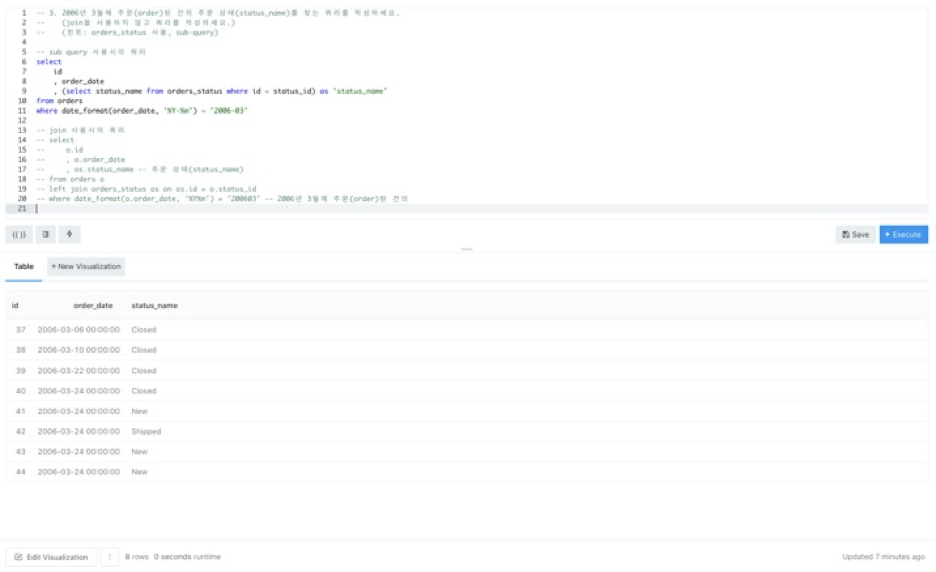 1 -- 3. 2006년 3월에 주문(order)된 건의 주문 상태(status_name)를 찾는 쿼리를 작성하세요.
2 -- (join을 사용하지 않고 쿼리를 작성하세요.)
3 -- (힌트: orders_status 사용, sub-query)
4
5 -- sub query 사용시의 쿼리
6 select
7 id
8 , order_date
9 , (select status_name from orders_status where id = status_id) as "status_name"
10 from orders
11 where date_format(order_date, '%Y-%m') = '2006-03'
12
13 -- join 사용시의 쿼리
14 -- select
15 -- o.id
16 -- , o.order_date
17 -- , os.status_name -- 주문 상태(status_name)
18 -- from orders o
19 -- left join orders_status os on os.id = o.status_id
20 -- where date_format(o.order_date, '%Y%m') = '200603' -- 2006년 3월에 주문(order)된 건의
21
{{ }} Save Execute
Table + New Visualization
id order_date status_name
37 2006-03-06 00:00:00 Closed
38 2006-03-10 00:00:00 Closed
39 2006-03-22 00:00:00 Closed
40 2006-03-24 00:00:00 Closed
41 2006-03-24 00:00:00 New
42 2006-03-24 00:00:00 Shipped
43 2006-03-24 00:00:00 New
44 2006-03-24 00:00:00 New
Edit Visualization 8 rows 0 seconds runtime Updated 7 minutes ago